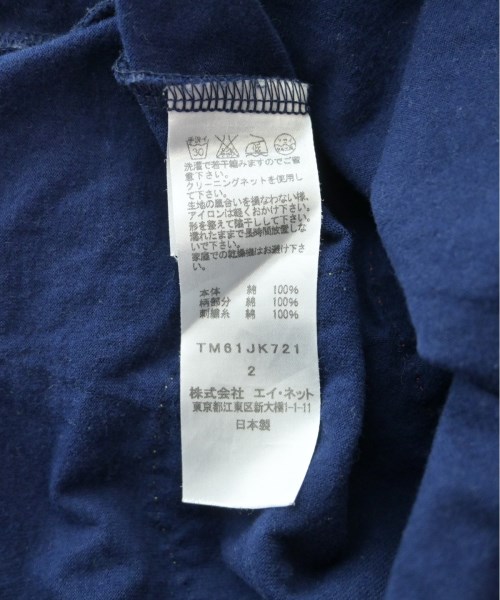 洗濯で若干縮みますのでご留
意下さい。
クリーニングネットを使用し
て下さい。
生地の風合いを損なわない様、
アイロンは軽くおかけ下さい。
形を整えて陰干しして下さい。
濡れたままで長時間放置しな
いで下さい。
家庭での乾燥機はお避け下さ
い。
本体 綿 100%
柄部分 綿 100%
刺繍糸 綿 100%
TM61JK721
2
株式会社 エイ・ネット
東京都江東区新大橋1-1-11
日本製